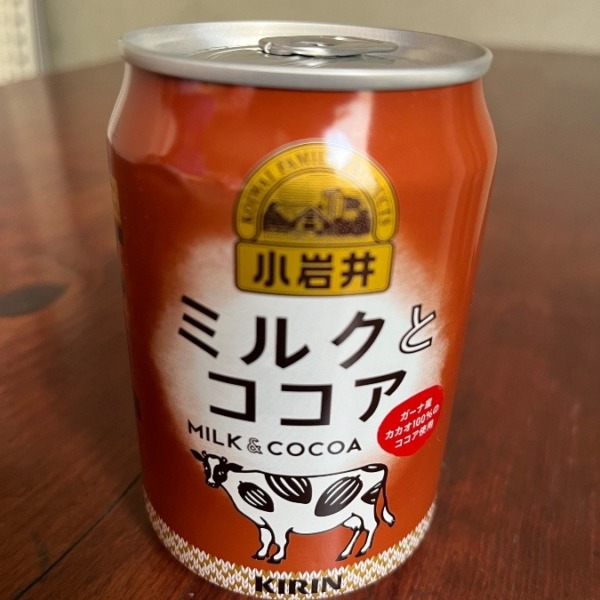 KOIWAI FAMILY PRODUCTS
小岩井
ミルクと
ココア
MILK & COCOA
ガーナ産
カカオ100%の
ココア使用
KIRIN